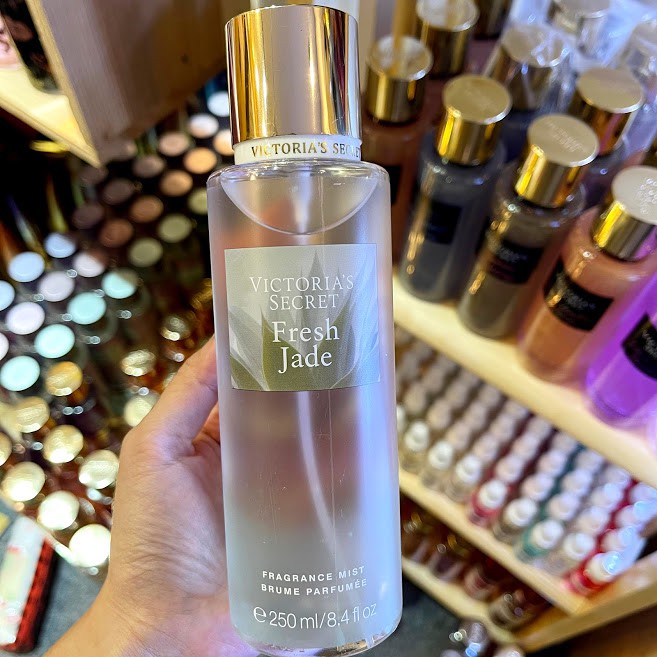 VICTORIA'S SECRET
VICTORIA'S
SECRET
Fresh
Jade
FRAGRANCE MIST
BRUME PARFUMÉE
e 250 ml/8,4 fl oz